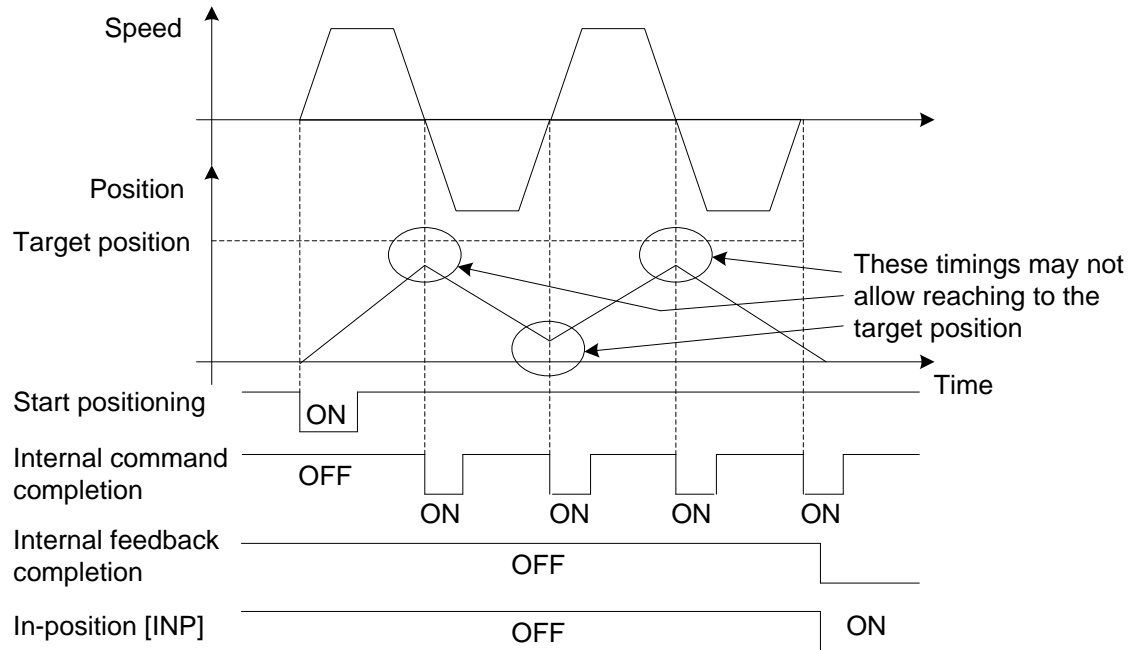 Speed
Position
Target position
These timings may not
allow reaching to the
target position
Time
Start positioning
ON
Internal command
completion
OFF
ON
ON
ON
ON
Internal feedback
completion
OFF
In-position [INP]
OFF
ON